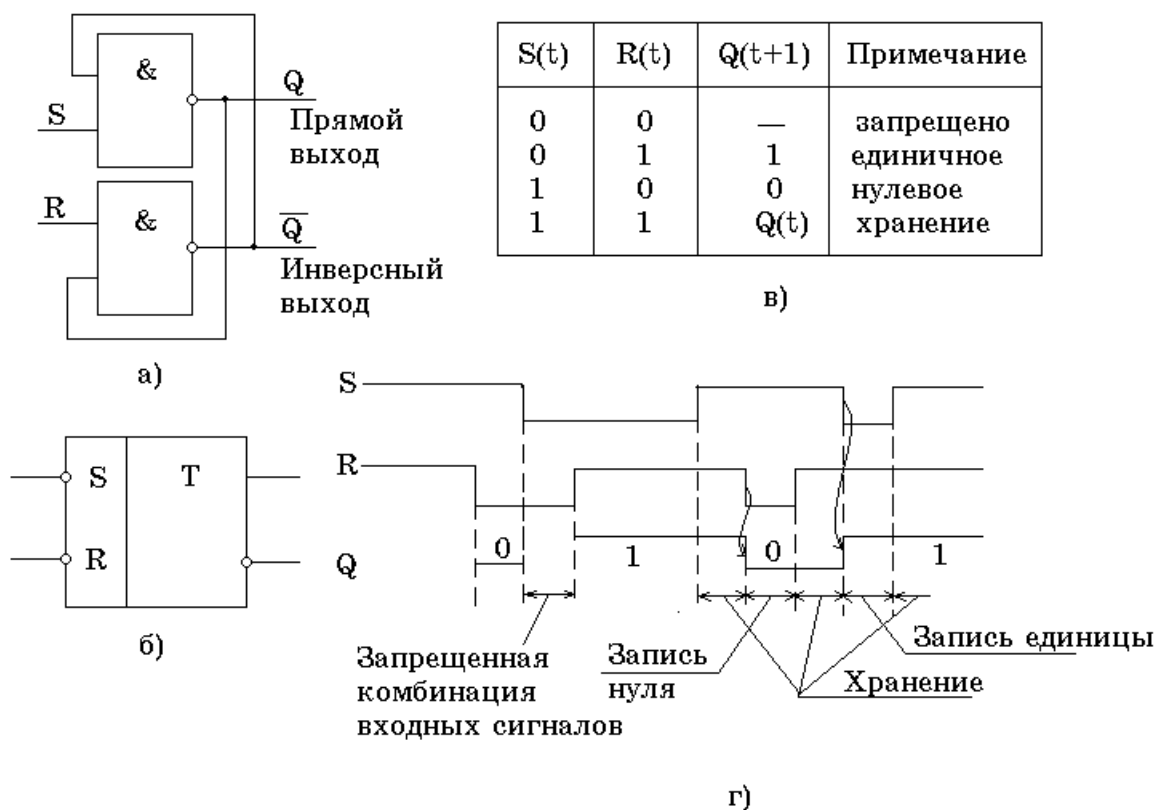 &
S
Q
Прямой
выход
R
&
Q̅
Инверсный
выход
а)
S(t) R(t) Q(t+1) Примечание
0 0 — запрещено
0 1 1 единичное
1 0 0 нулевое
1 1 Q(t) хранение
в)
S T
R
б)
S
R
Q
0 1 0 1
Запрещенная
комбинация
входных сигналов
Запись
нуля
Хранение
Запись единицы
г)